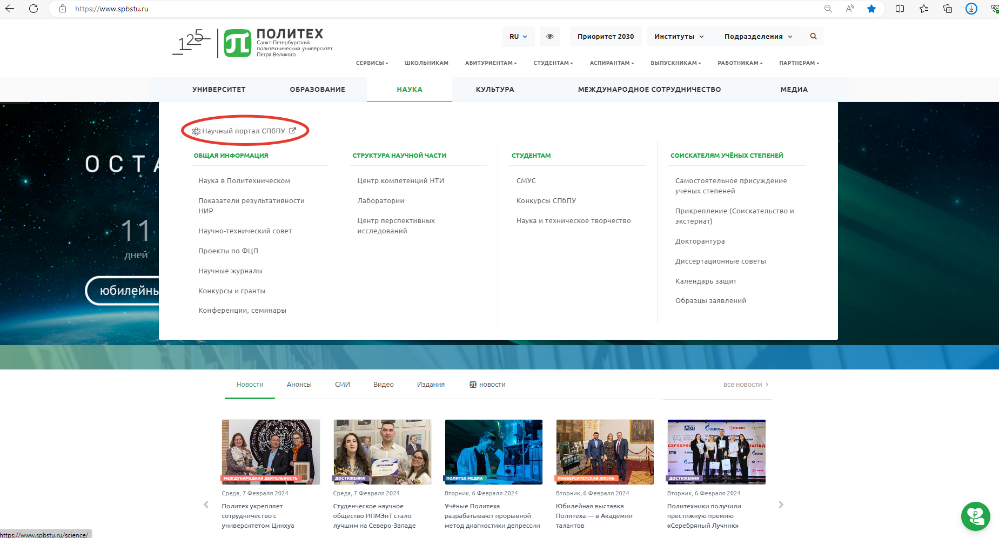 https://www.spbstu.ru
125
ПОЛИТЕХ
Санкт-Петербургский
политехнический университет
Петра Великого
RU
Приоритет 2030
Институты
Подразделения
СЕРВИСЫ
ШКОЛЬНИКАМ
АБИТУРИЕНТАМ
СТУДЕНТАМ
АСПИРАНТАМ
ВЫПУСКНИКАМ
РАБОТНИКАМ
ПАРТНЕРАМ
УНИВЕРСИТЕТ
ОБРАЗОВАНИЕ
НАУКА
КУЛЬТУРА
МЕЖДУНАРОДНОЕ СОТРУДНИЧЕСТВО
МЕДИА
Научный портал СПбПУ
ОБЩАЯ ИНФОРМАЦИЯ
Наука в Политехническом
Показатели результативности
НИР
Научно-технический совет
Проекты по ФЦП
Научные журналы
Конкурсы и гранты
Конференции, семинары
СТРУКТУРА НАУЧНОЙ ЧАСТИ
Центр компетенций НТИ
Лаборатории
Центр перспективных
исследований
СТУДЕНТАМ
СМУС
Конкурсы СПбПУ
Наука и техническое творчество
СОИСКАТЕЛЯМ УЧЁНЫХ СТЕПЕНЕЙ
Самостоятельное присуждение
ученых степеней
Прикрепление (Соискательство и
экстернат)
Докторантура
Диссертационные советы
Календарь защит
Образцы заявлений
ОСТА
11
дней
юбилейнь
Новости
Анонсы
СМИ
Видео
Издания
новости
все новости
МЕЖДУНАРОДНАЯ ДЕЯТЕЛЬНОСТЬ
Среда, 7 Февраля 2024
Политех укрепляет
сотрудничество с
университетом Цинхуа
СЕРТИФИКАТ
ДОСТИЖЕНИЯ
Среда, 7 Февраля 2024
Студенческое научное
общество ИПМЭиТ стало
лучшим на Северо-Западе
ПОЛИТЕХ МЕДИА
Вторник, 6 Февраля 2024
Учёные Политеха
разрабатывают прорывной
метод диагностики депрессии
УНИВЕРСИТЕТСКАЯ ЖИЗНЬ
Вторник, 6 Февраля 2024
Юбилейная выставка
Политеха — в Академии
талантов
AGT
ГАЗПРОМ
МАГНИТ
ЗАПАД
ДОСТИЖЕНИЯ
Вторник, 6 Февраля 2024
Политехники получили
престижную премию
«Серебряный Лучник»
https://www.spbstu.ru/science/